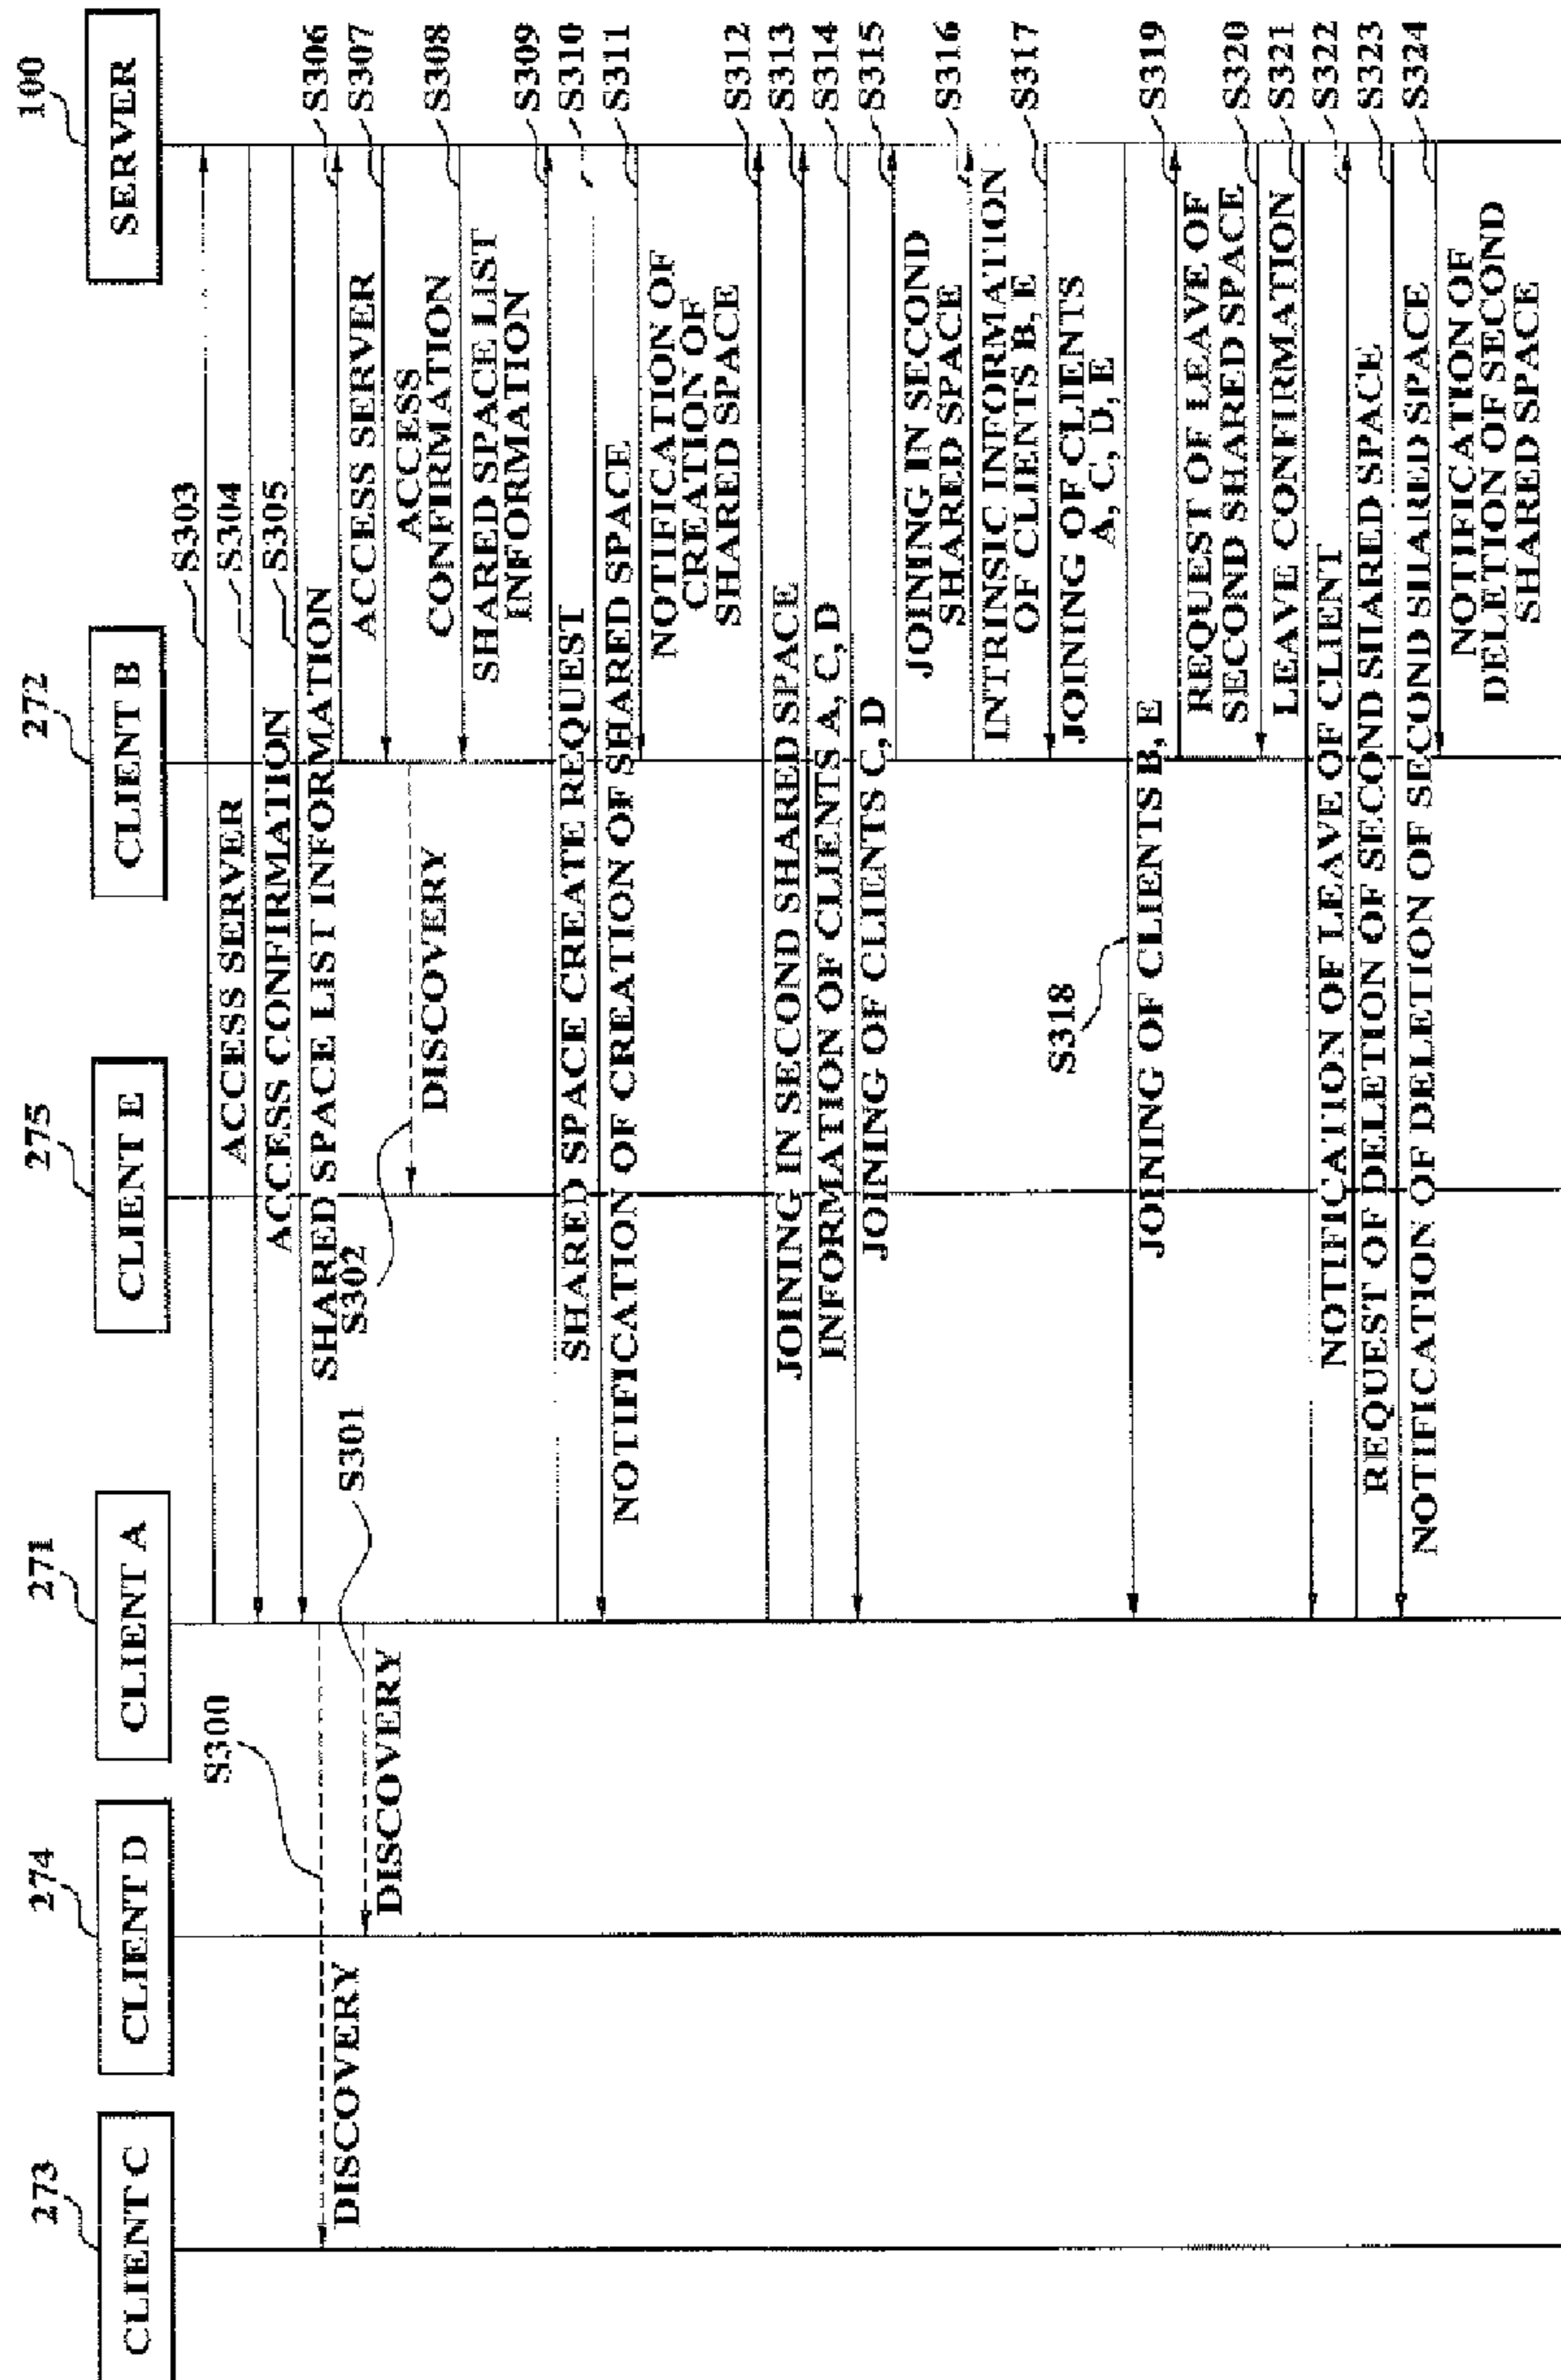 273
CLIENT C
274
CLIENT D
271
CLIENT A
275
CLIENT E
272
CLIENT B
100
SERVER
S303
ACCESS SERVER
S304
ACCESS CONFIRMATION
S305
SHARED SPACE LIST INFORMATION
S300
DISCOVERY
S301
DISCOVERY
S306
ACCESS SERVER
S307
ACCESS
CONFIRMATION
S302
DISCOVERY
S308
SHARED SPACE LIST
INFORMATION
S309
SHARED SPACE CREATE REQUEST
S310
NOTIFICATION OF CREATION OF SHARED SPACE
S311
NOTIFICATION OF
CREATION OF
SHARED SPACE
S312
JOINING IN SECOND SHARED SPACE
S313
INFORMATION OF CLIENTS A, C, D
S314
JOINING OF CLIENTS C, D
S315
JOINING IN SECOND
SHARED SPACE
S316
INTRINSIC INFORMATION
OF CLIENTS B, E
S317
JOINING OF CLIENTS
A, C, D, E
S318
JOINING OF CLIENTS B, E
S319
REQUEST OF LEAVE OF
SECOND SHARED SPACE
S320
LEAVE CONFIRMATION
S321
NOTIFICATION OF LEAVE OF CLIENT
S322
REQUEST OF DELETION OF SECOND SHARED SPACE
S323
NOTIFICATION OF DELETION OF SECOND SHARED SPACE
S324
NOTIFICATION OF
DELETION OF SECOND
SHARED SPACE